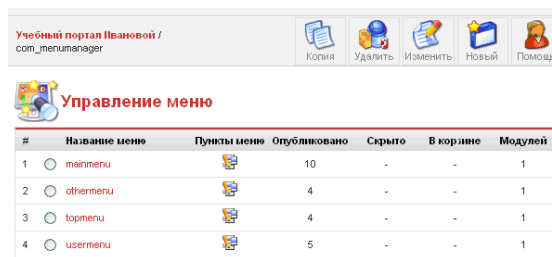 Учебный портал Ивановой /
com_menumanager
Копия Удалить Изменить Новый Помощь
Управление меню
# Название меню Пункты меню Опубликовано Скрыто В корзине Модулей
1 mainmenu 10 - - 1
2 othermenu 4 - - 1
3 topmenu 4 - - 1
4 usermenu 5 - - 1